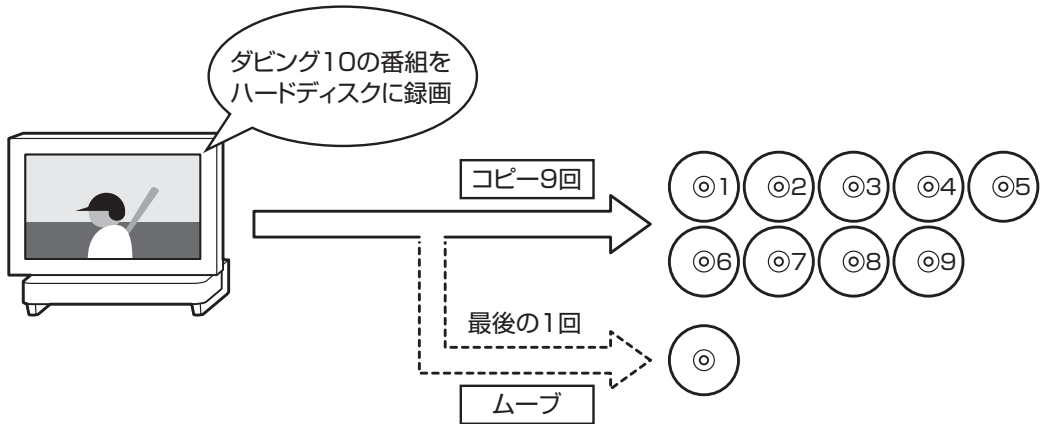 ダビング10の番組を
ハードディスクに録画
コピー9回
1 2 3 4 5
6 7 8 9
最後の1回
ムーブ